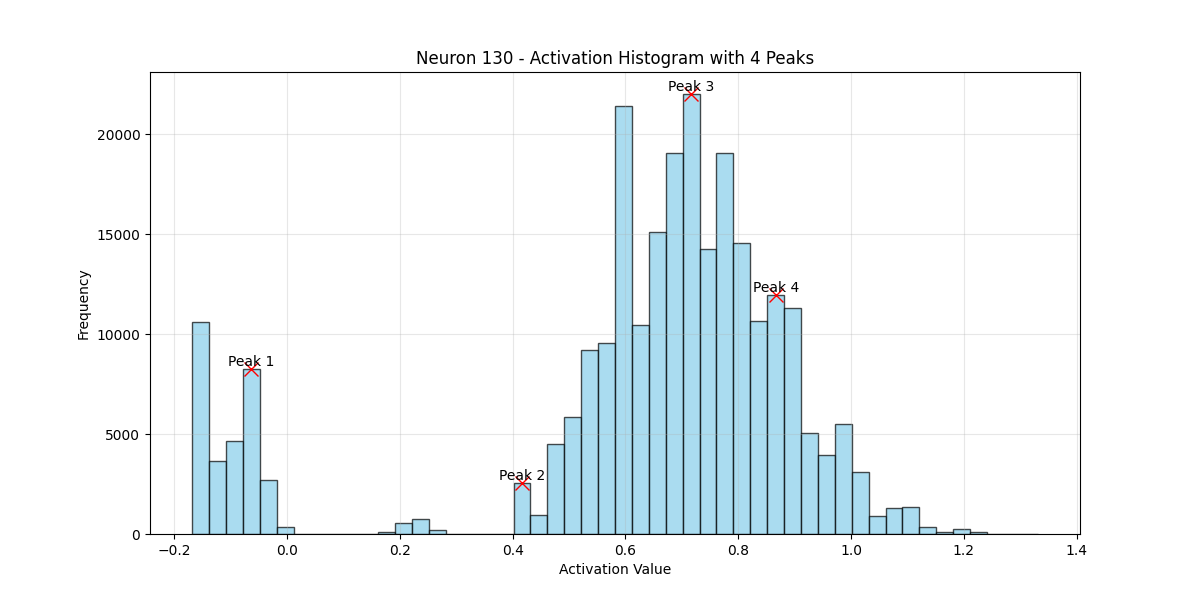 Neuron 130 - Activation Histogram with 4 Peaks
Peak 3
20000
15000
Peak 4
Frequency
10000
Peak 1
5000
Peak 2
0
−0.2 0.0 0.2 0.4 0.6 0.8 1.0 1.2 1.4
Activation Value